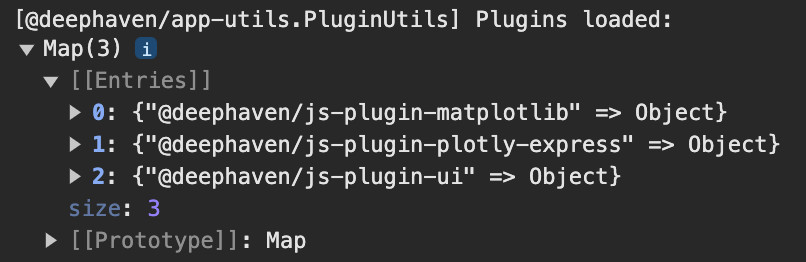 [@deephaven/app-utils.PluginUtils] Plugins loaded:
Map(3) i
[[Entries]]
0: {"@deephaven/js-plugin-matplotlib" => Object}
1: {"@deephaven/js-plugin-plotly-express" => Object}
2: {"@deephaven/js-plugin-ui" => Object}
size: 3
[[Prototype]]: Map